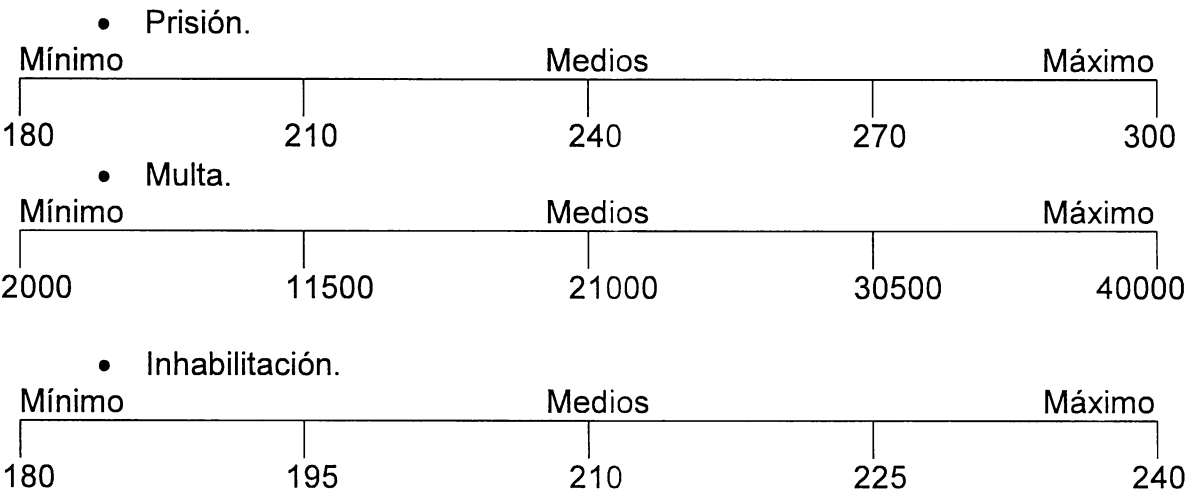 • Prisión.
Mínimo Medios Máximo
180 210 240 270 300
• Multa.
Mínimo Medios Máximo
2000 11500 21000 30500 40000
• Inhabilitación.
Mínimo Medios Máximo
180 195 210 225 240